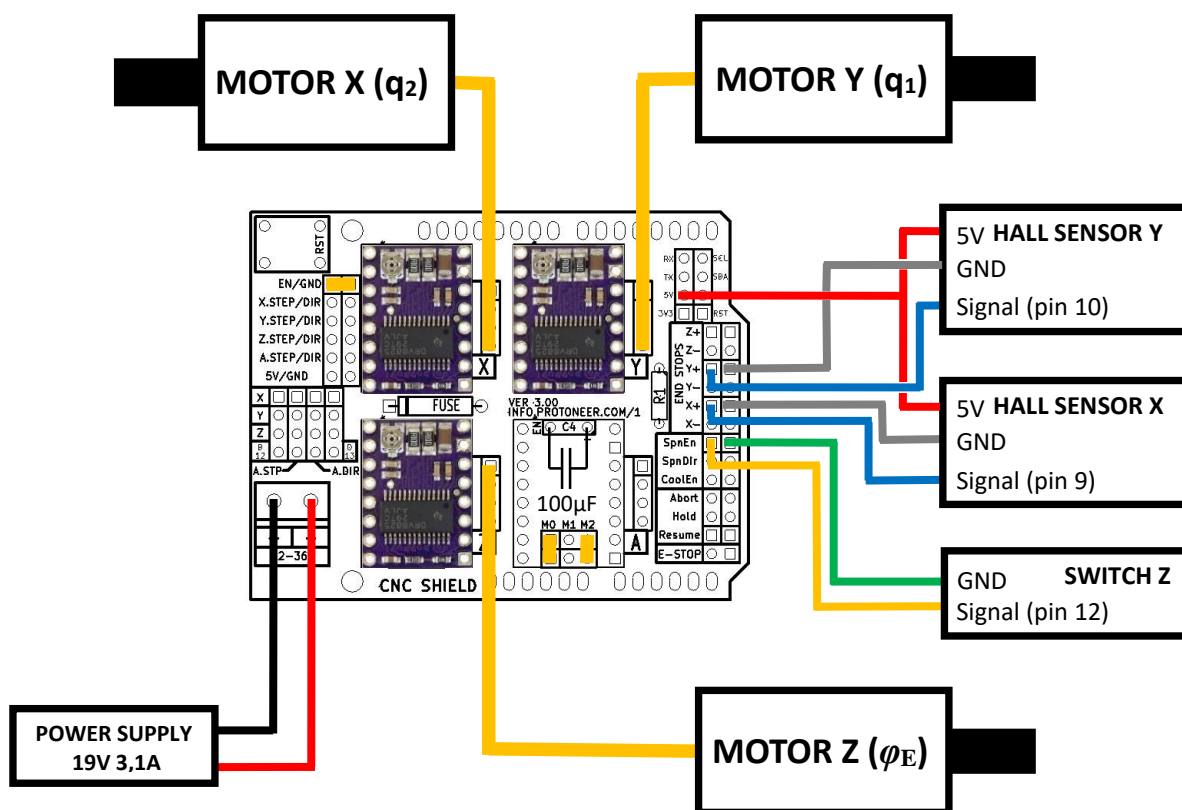 MOTOR X (q₂)
MOTOR Y (q₁)
RST
EN/GND
X.STEP/DIR
Y.STEP/DIR
Z.STEP/DIR
A.STEP/DIR
5V/GND
X
Y
Z
A.STP
A.DIR
12
0
13
X
Y
FUSE
VER 3.00
INFO.PROTONEER.COM/1
EN
C4
100µF
M0 M1 M2
A
R1
RX
TX
5V
3V3
SCL
SDA
RST
END STOPS
Z+
Z-
Y+
Y-
X+
X-
SpnEn
SpnDir
CoolEn
Abort
Hold
Resume
E-STOP
CNC SHIELD
5V HALL SENSOR Y
GND
Signal (pin 10)
5V HALL SENSOR X
GND
Signal (pin 9)
GND SWITCH Z
Signal (pin 12)
POWER SUPPLY
19V 3,1A
MOTOR Z (φE)